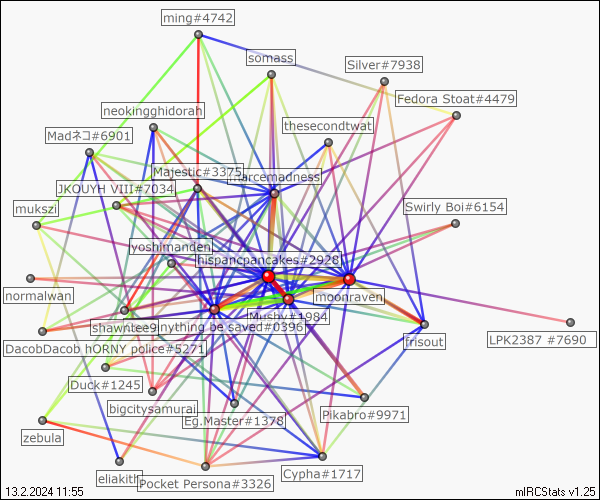 ming#4742
somass
Silver#7938
Fedora Stoat#4479
neokingghidorah
thesecondtwat
Madネコ#6901
Majestic#3375
marcemadness
JKOUYH VIII#7034
mukszi
Swirly Boi#6154
yoshimanden
hispancpancakes#2928
normalwan
moonraven
Mushy#1984
shawntee9
nything be saved#0396
LPK2387 #7690
frisout
DacobDacob
hORNY police#5271
Duck#1245
bigcitysamurai
Pikabro#9971
Eg.Master#1378
zebula
eliakith
Cypha#1717
Pocket Persona#3326
13.2.2024 11:55
mIRCStats v1.25